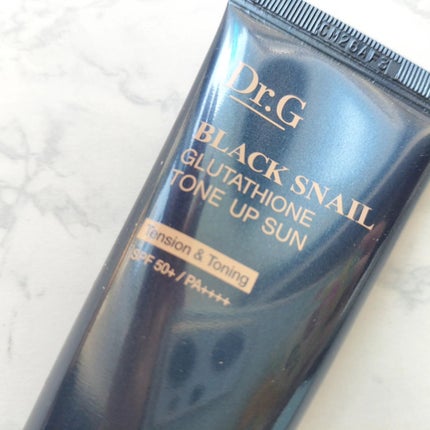 Dr.G
BLACK SNAIL
GLUTATHIONE
TONE UP SUN
Tension & Toning
SPF 50+ / PA++++